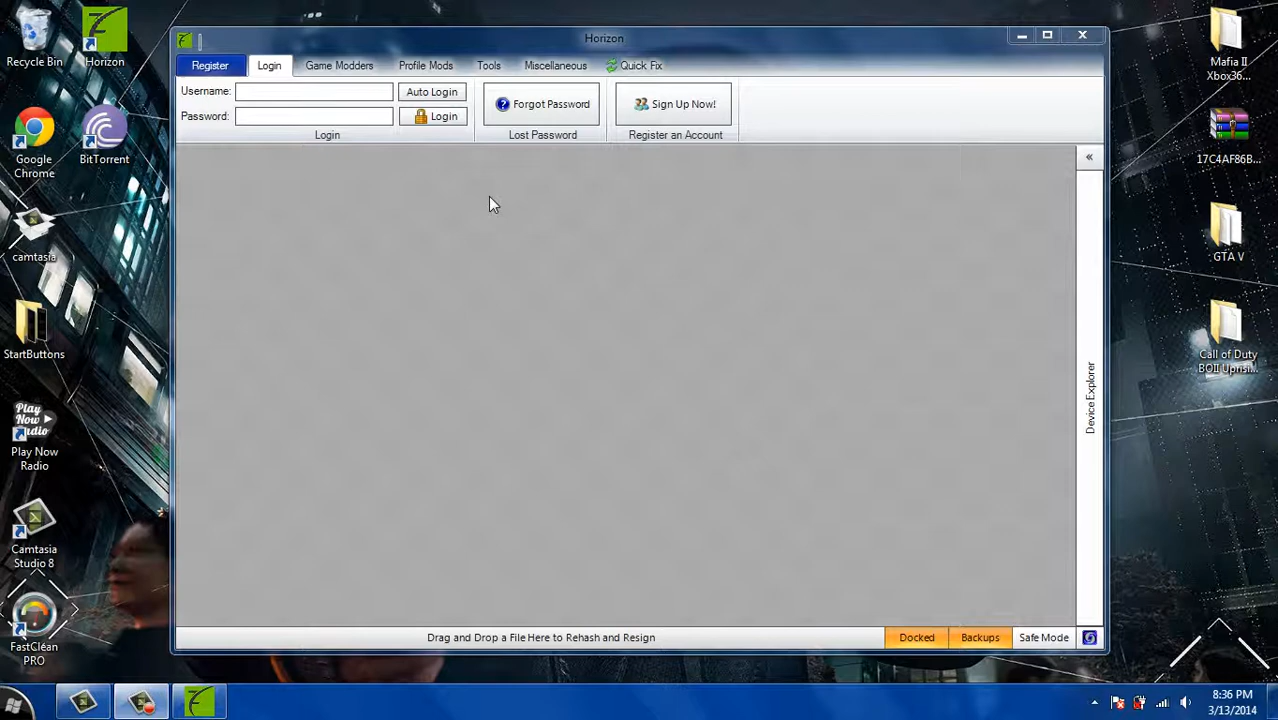 Recycle Bin
Horizon
Google
Chrome
BitTorrent
camtasia
StartButtons
Play
Now
Studio
Play Now
Radio
Camtasia
Studio 8
FastClean
PRO
Horizon
Register
Login
Game Modders
Profile Mods
Tools
Miscellaneous
Quick Fix
Username:
Auto Login
Password:
Login
Login
Forgot Password
Lost Password
Sign Up Now!
Register an Account
«
Device Explorer
Drag and Drop a File Here to Rehash and Resign
Docked
Backups
Safe Mode
Mafia II
Xbox36...
17C4AF86B...
GTA V
Call of Duty
BOII Uprisi...
8:36 PM
3/13/2014